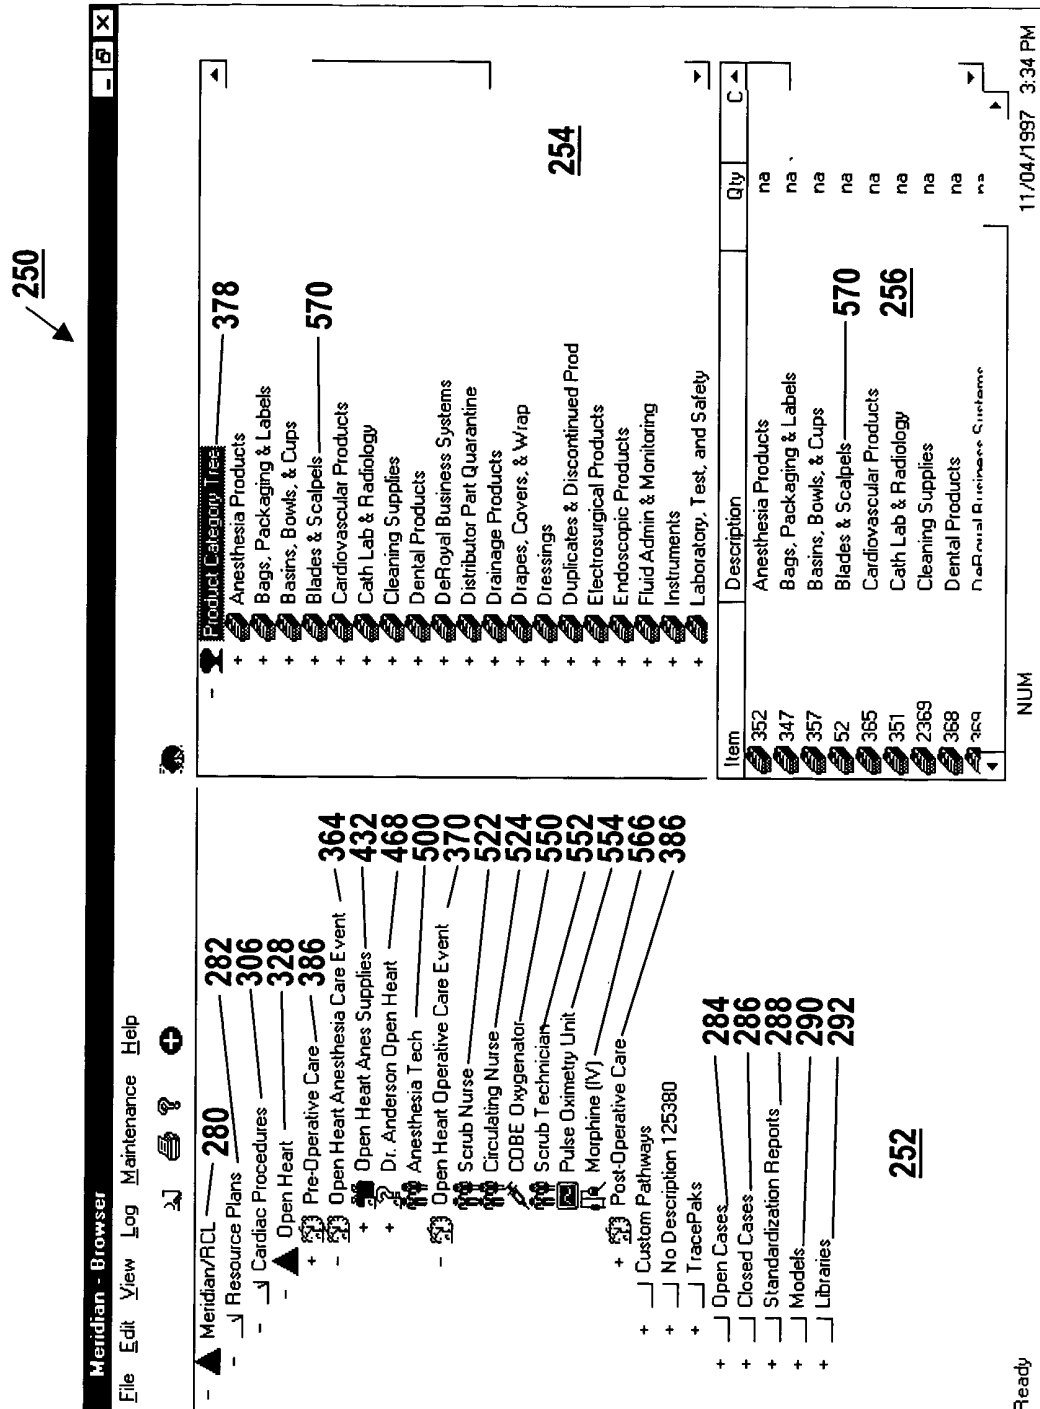 250
Meridian - Browser
File Edit View Log Maintenance Help
Meridian/RCL 280
Resource Plans 282
Cardiac Procedures 306
Open Heart 328
Pre-Operative Care 386
Open Heart Anesthesia Care Event 364
Open Heart Anes Supplies 432
Dr. Anderson Open Heart 468
Anesthesia Tech 500
Open Heart Operative Care Event 370
Scrub Nurse 522
Circulating Nurse 524
COBE Oxygenator 550
Scrub Technician 552
Pulse Oximetry Unit 554
Morphine (IV) 566
Post-Operative Care 386
Custom Pathways
No Description 125380
TracePaks
Open Cases 284
Closed Cases 286
Standardization Reports 288
Models 290
Libraries 292
252
Product Category Tree 378
Anesthesia Products
Bags, Packaging & Labels
Basins, Bowls, & Cups
Blades & Scalpels 570
Cardiovascular Products
Cath Lab & Radiology
Cleaning Supplies
Dental Products
DeRoyal Business Systems
Distributor Part Quarantine
Drainage Products
Drapes, Covers, & Wrap
Dressings
Duplicates & Discontinued Prod
Electrosurgical Products
Endoscopic Products
Fluid Admin & Monitoring
Instruments
Laboratory, Test, and Safety
254
Item Description Qty C
352 Anesthesia Products na
347 Bags, Packaging & Labels na
357 Basins, Bowls, & Cups na
52 Blades & Scalpels 570 na
365 Cardiovascular Products na
351 Cath Lab & Radiology na
2369 Cleaning Supplies na
368 Dental Products na
369 DeRoyal Business Systems na
256
Ready NUM 11/04/1997 3:34 PM